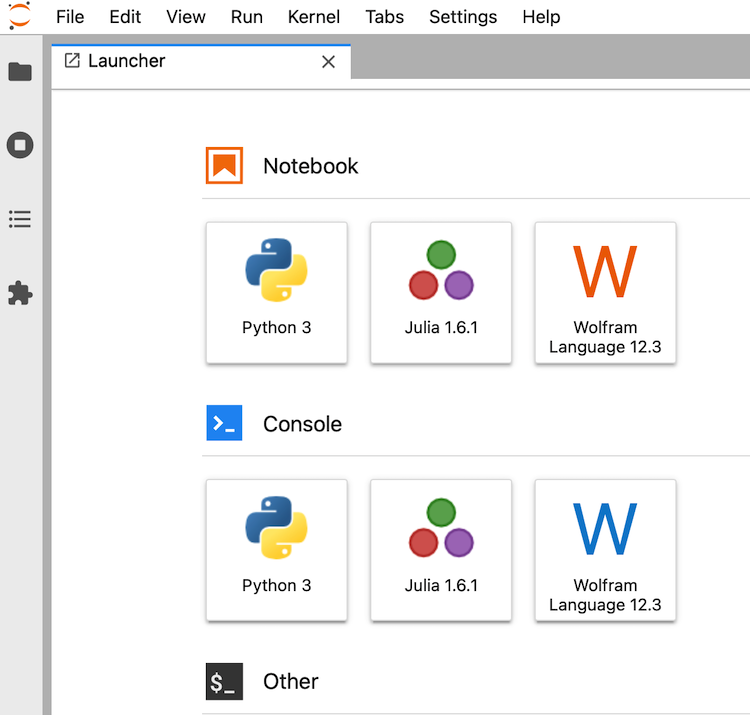 File Edit View Run Kernel Tabs Settings Help
Launcher
Notebook
Python 3
Julia 1.6.1
W
Wolfram
Language 12.3
>_
Console
Python 3
Julia 1.6.1
W
Wolfram
Language 12.3
$_
Other